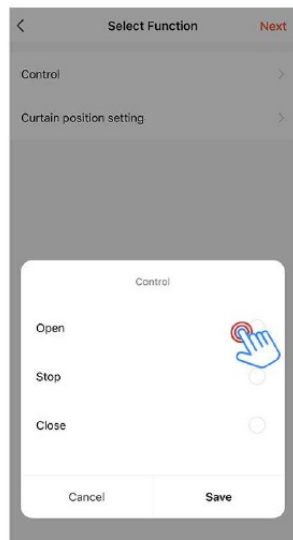 Select Function Next
Control
Curtain position setting
Control
Open
Stop
Close
Cancel Save